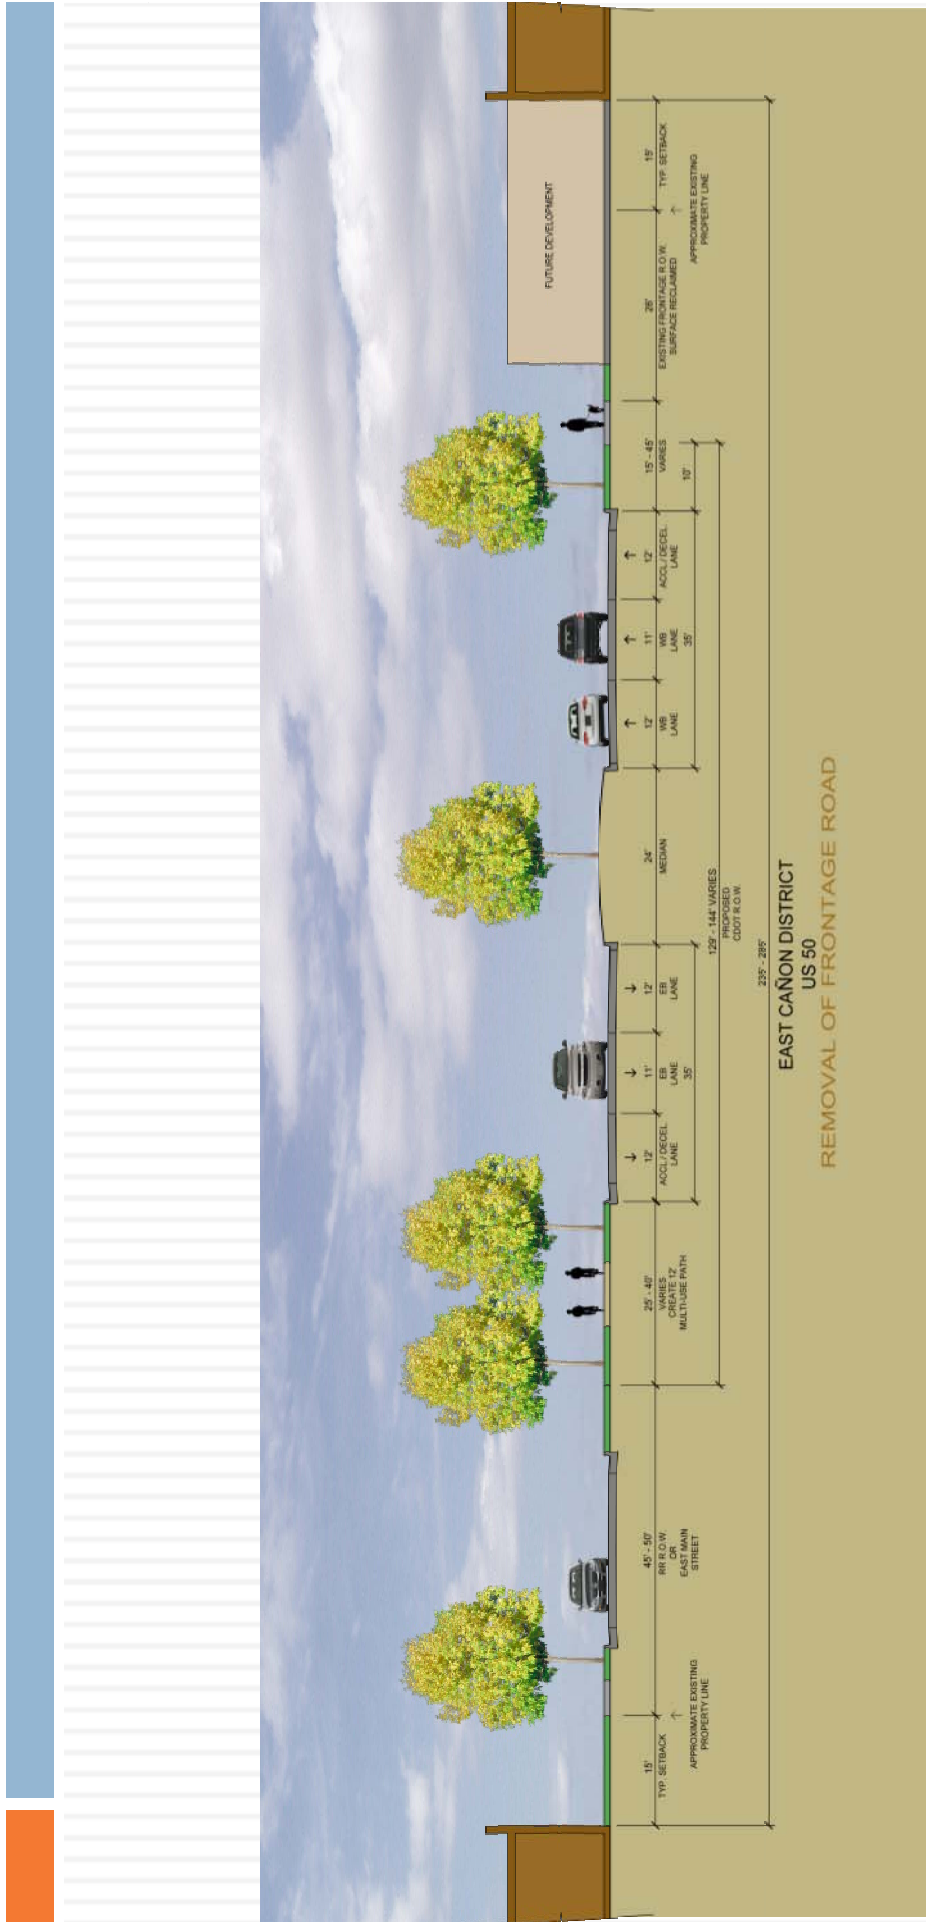 FUTURE DEVELOPMENT
15'
TYP. SETBACK
APPROXIMATE EXISTING
PROPERTY LINE
45' - 50'
RR R.O.W.
OR
EAST MAIN
STREET
25' - 40'
VARIES
CREATE 12'
MULTI-USE PATH
12'
ACCL / DECEL
LANE
11'
EB
LANE
12'
EB
LANE
35'
24'
MEDIAN
12'
WB
LANE
11'
WB
LANE
12'
ACCL / DECEL
LANE
35'
15' - 45'
VARIES
10'
EXISTING FRONTAGE R.O.W.
SURFACE RECLAIMED
15'
TYP. SETBACK
APPROXIMATE EXISTING
PROPERTY LINE
129' - 144' VARIES
PROPOSED
CDOT R.O.W.
EAST CAÑON DISTRICT
US 50
REMOVAL OF FRONTAGE ROAD